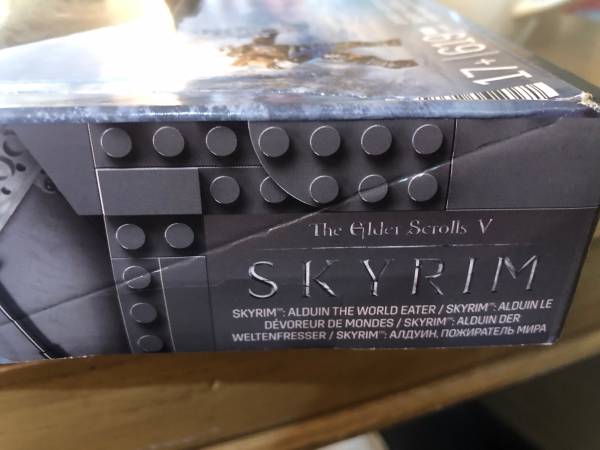 17+
The Elder Scrolls V
SKYRIM
SKYRIM™: ALDUIN THE WORLD EATER / SKYRIM™: ALDUIN LE
DÉVOREUR DE MONDES / SKYRIM™: ALDUIN DER
WELTENFRESSER / SKYRIM™: АЛДУИН, ПОЖИРАТЕЛЬ МИРА